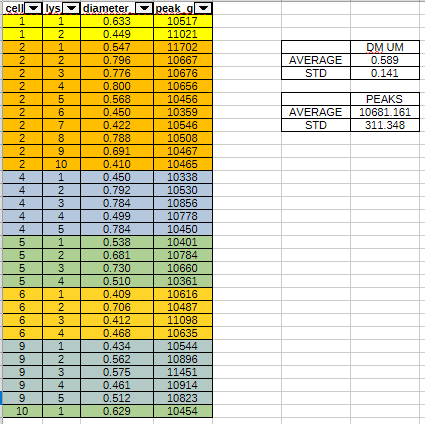 cell lys diameter_ peak_g
1 1 0.633 10517
1 2 0.449 11021
2 1 0.547 11702 DM UM
2 2 0.796 10667 AVERAGE 0.589
2 3 0.776 10676 STD 0.141
2 4 0.800 10656
2 5 0.568 10456 PEAKS
2 6 0.450 10359 AVERAGE 10681.161
2 7 0.422 10546 STD 311.348
2 8 0.788 10508
2 9 0.691 10467
2 10 0.410 10465
4 1 0.450 10338
4 2 0.792 10530
4 3 0.784 10856
4 4 0.499 10778
4 5 0.784 10450
5 1 0.538 10401
5 2 0.681 10784
5 3 0.730 10660
5 4 0.510 10361
6 1 0.409 10616
6 2 0.706 10487
6 3 0.412 11098
6 4 0.468 10635
9 1 0.434 10544
9 2 0.562 10896
9 3 0.575 11451
9 4 0.461 10914
9 5 0.512 10823
10 1 0.629 10454